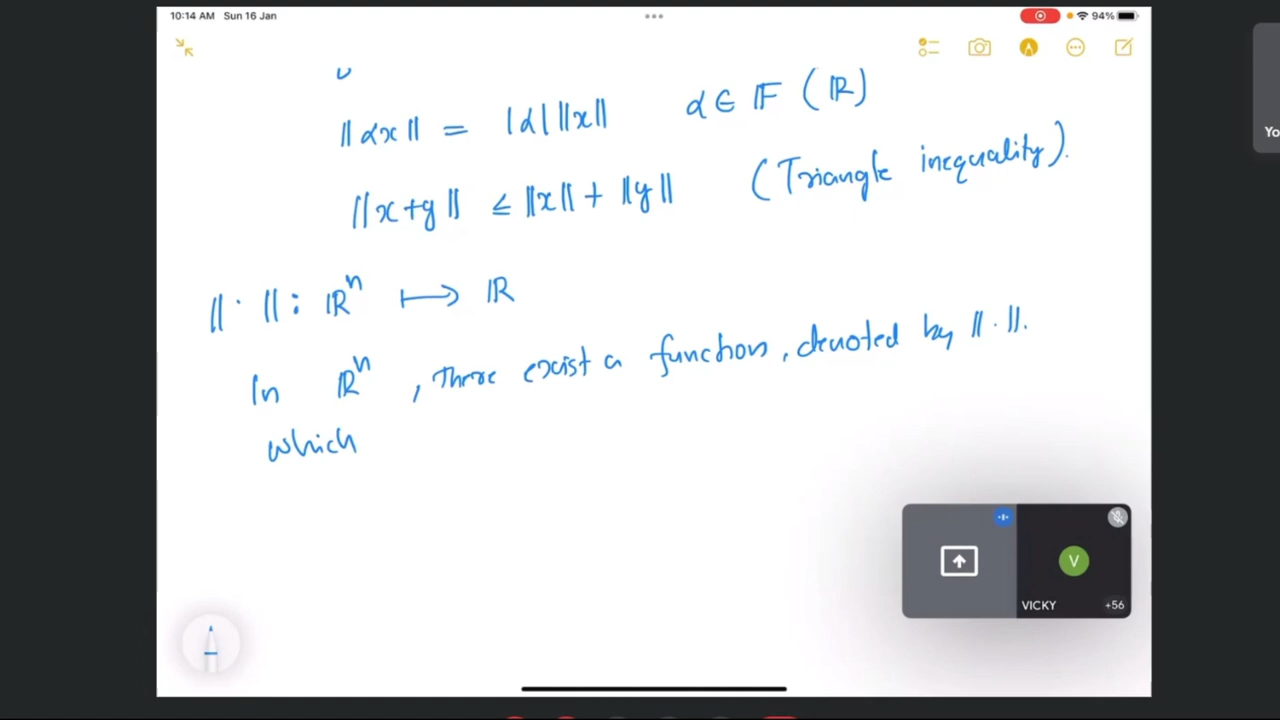 10:14 AM Sun 16 Jan
94%
||αx|| = |α| ||x|| α ∈ 𝔽 (ℝ)
||x+y|| ≤ ||x|| + ||y|| (Triangle inequality).
|| · || : ℝⁿ ⟼ ℝ
In ℝⁿ, there exist a function, denoted by || · ||.
which
V
VICKY +56
Yo